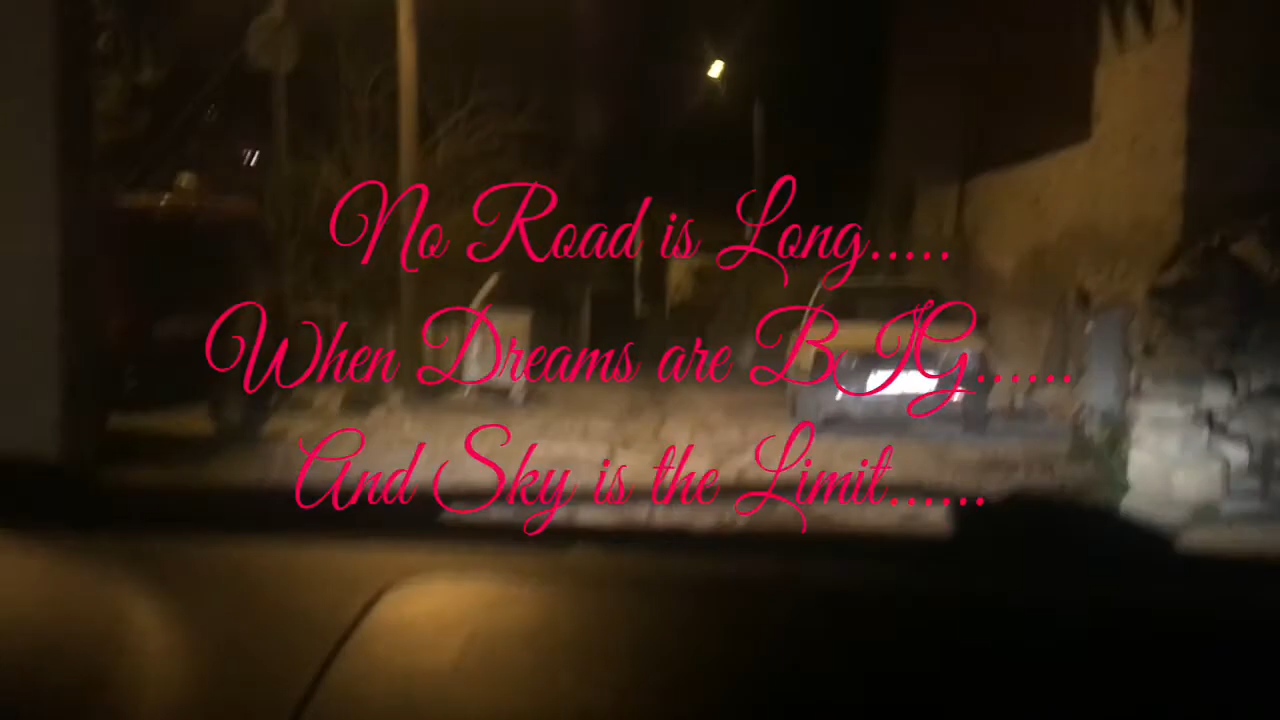 No Road is Long.....
When Dreams are BIG......
And Sky is the Limit......